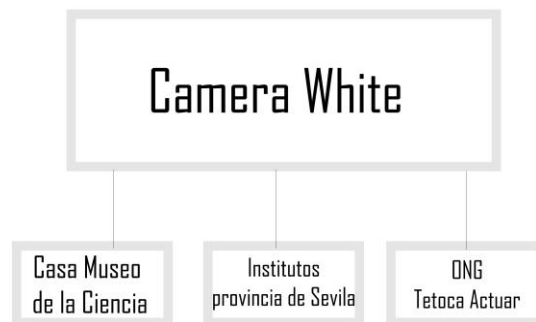 Camera White
Casa Museo
de la Ciencia
Institutos
provincia de Sevila
ONG
Tetoca Actuar